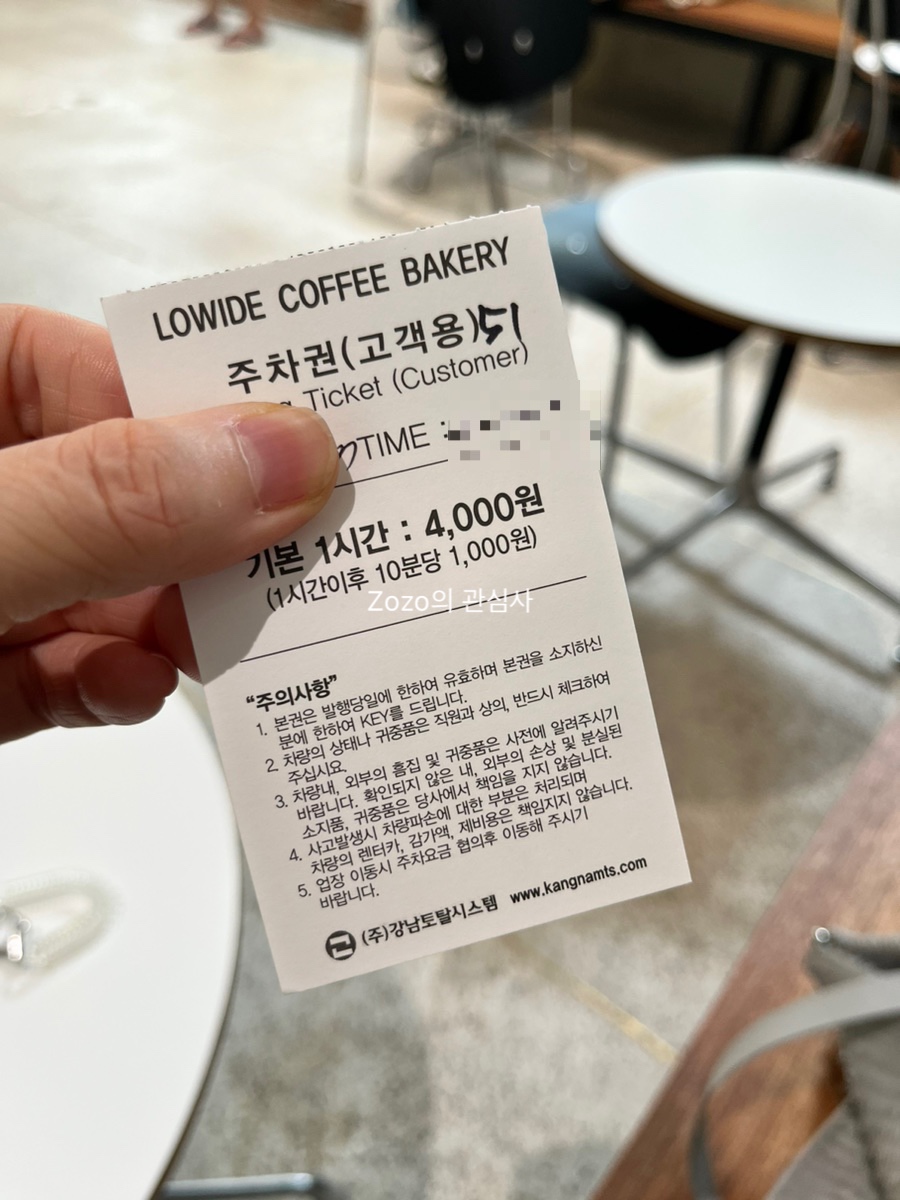 LOWIDE COFFEE BAKERY
주차권(고객용)51
Ticket (Customer)
TIME :
기본 1시간 : 4,000원
(1시간이후 10분당 1,000원)
Zozo의 관심사
“주의사항”
1. 본권은 발행당일에 한하여 유효하며 본권을 소지하신
분에 한하여 KEY를 드립니다.
2. 차량의 상태나 귀중품은 직원과 상의, 반드시 체크하여
주십시요.
3. 차량내, 외부의 흠집 및 귀중품은 사전에 알려주시기
바랍니다. 확인되지 않은 내, 외부의 손상 및 분실된
소지품, 귀중품은 당사에서 책임을 지지 않습니다.
4. 사고발생시 차량파손에 대한 부분은 처리되며
차량의 렌터카, 감가액, 제비용은 책임지지 않습니다.
5. 업장 이동시 주차요금 협의후 이동해 주시기
바랍니다.
(주)강남토탈시스템 www.kangnamts.com